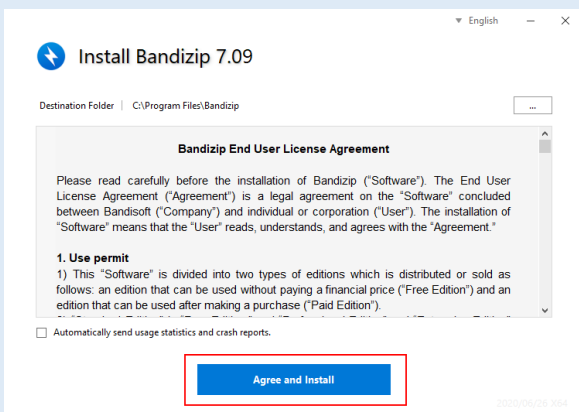 ▼ English
Install Bandizip 7.09
Destination Folder | C:\Program Files\Bandizip
...
Bandizip End User License Agreement
Please read carefully before the installation of Bandizip (“Software”). The End User
License Agreement (“Agreement”) is a legal agreement on the “Software” concluded
between Bandisoft (“Company”) and individual or corporation (“User”). The installation of
“Software” means that the “User” reads, understands, and agrees with the “Agreement.”
1. Use permit
1) This “Software” is divided into two types of editions which is distributed or sold as
follows: an edition that can be used without paying a financial price (“Free Edition”) and an
edition that can be used after making a purchase (“Paid Edition”).
Automatically send usage statistics and crash reports.
Agree and Install